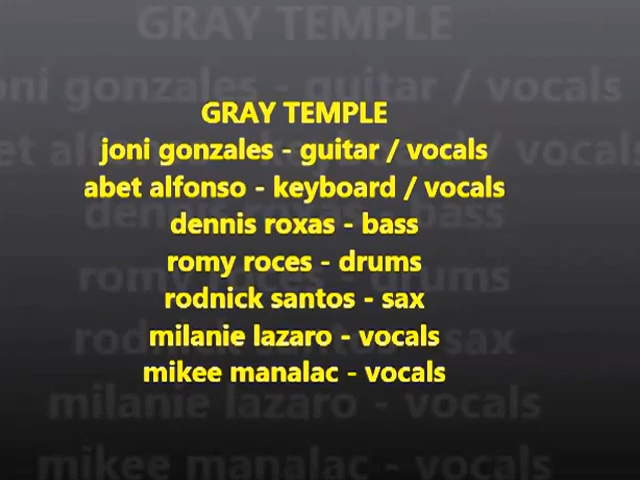 GRAY TEMPLE
joni gonzales - guitar / vocals
abet alfonso - keyboard / vocals
dennis roxas - bass
romy roces - drums
rodnick santos - sax
milanie lazaro - vocals
mikee manalac - vocals